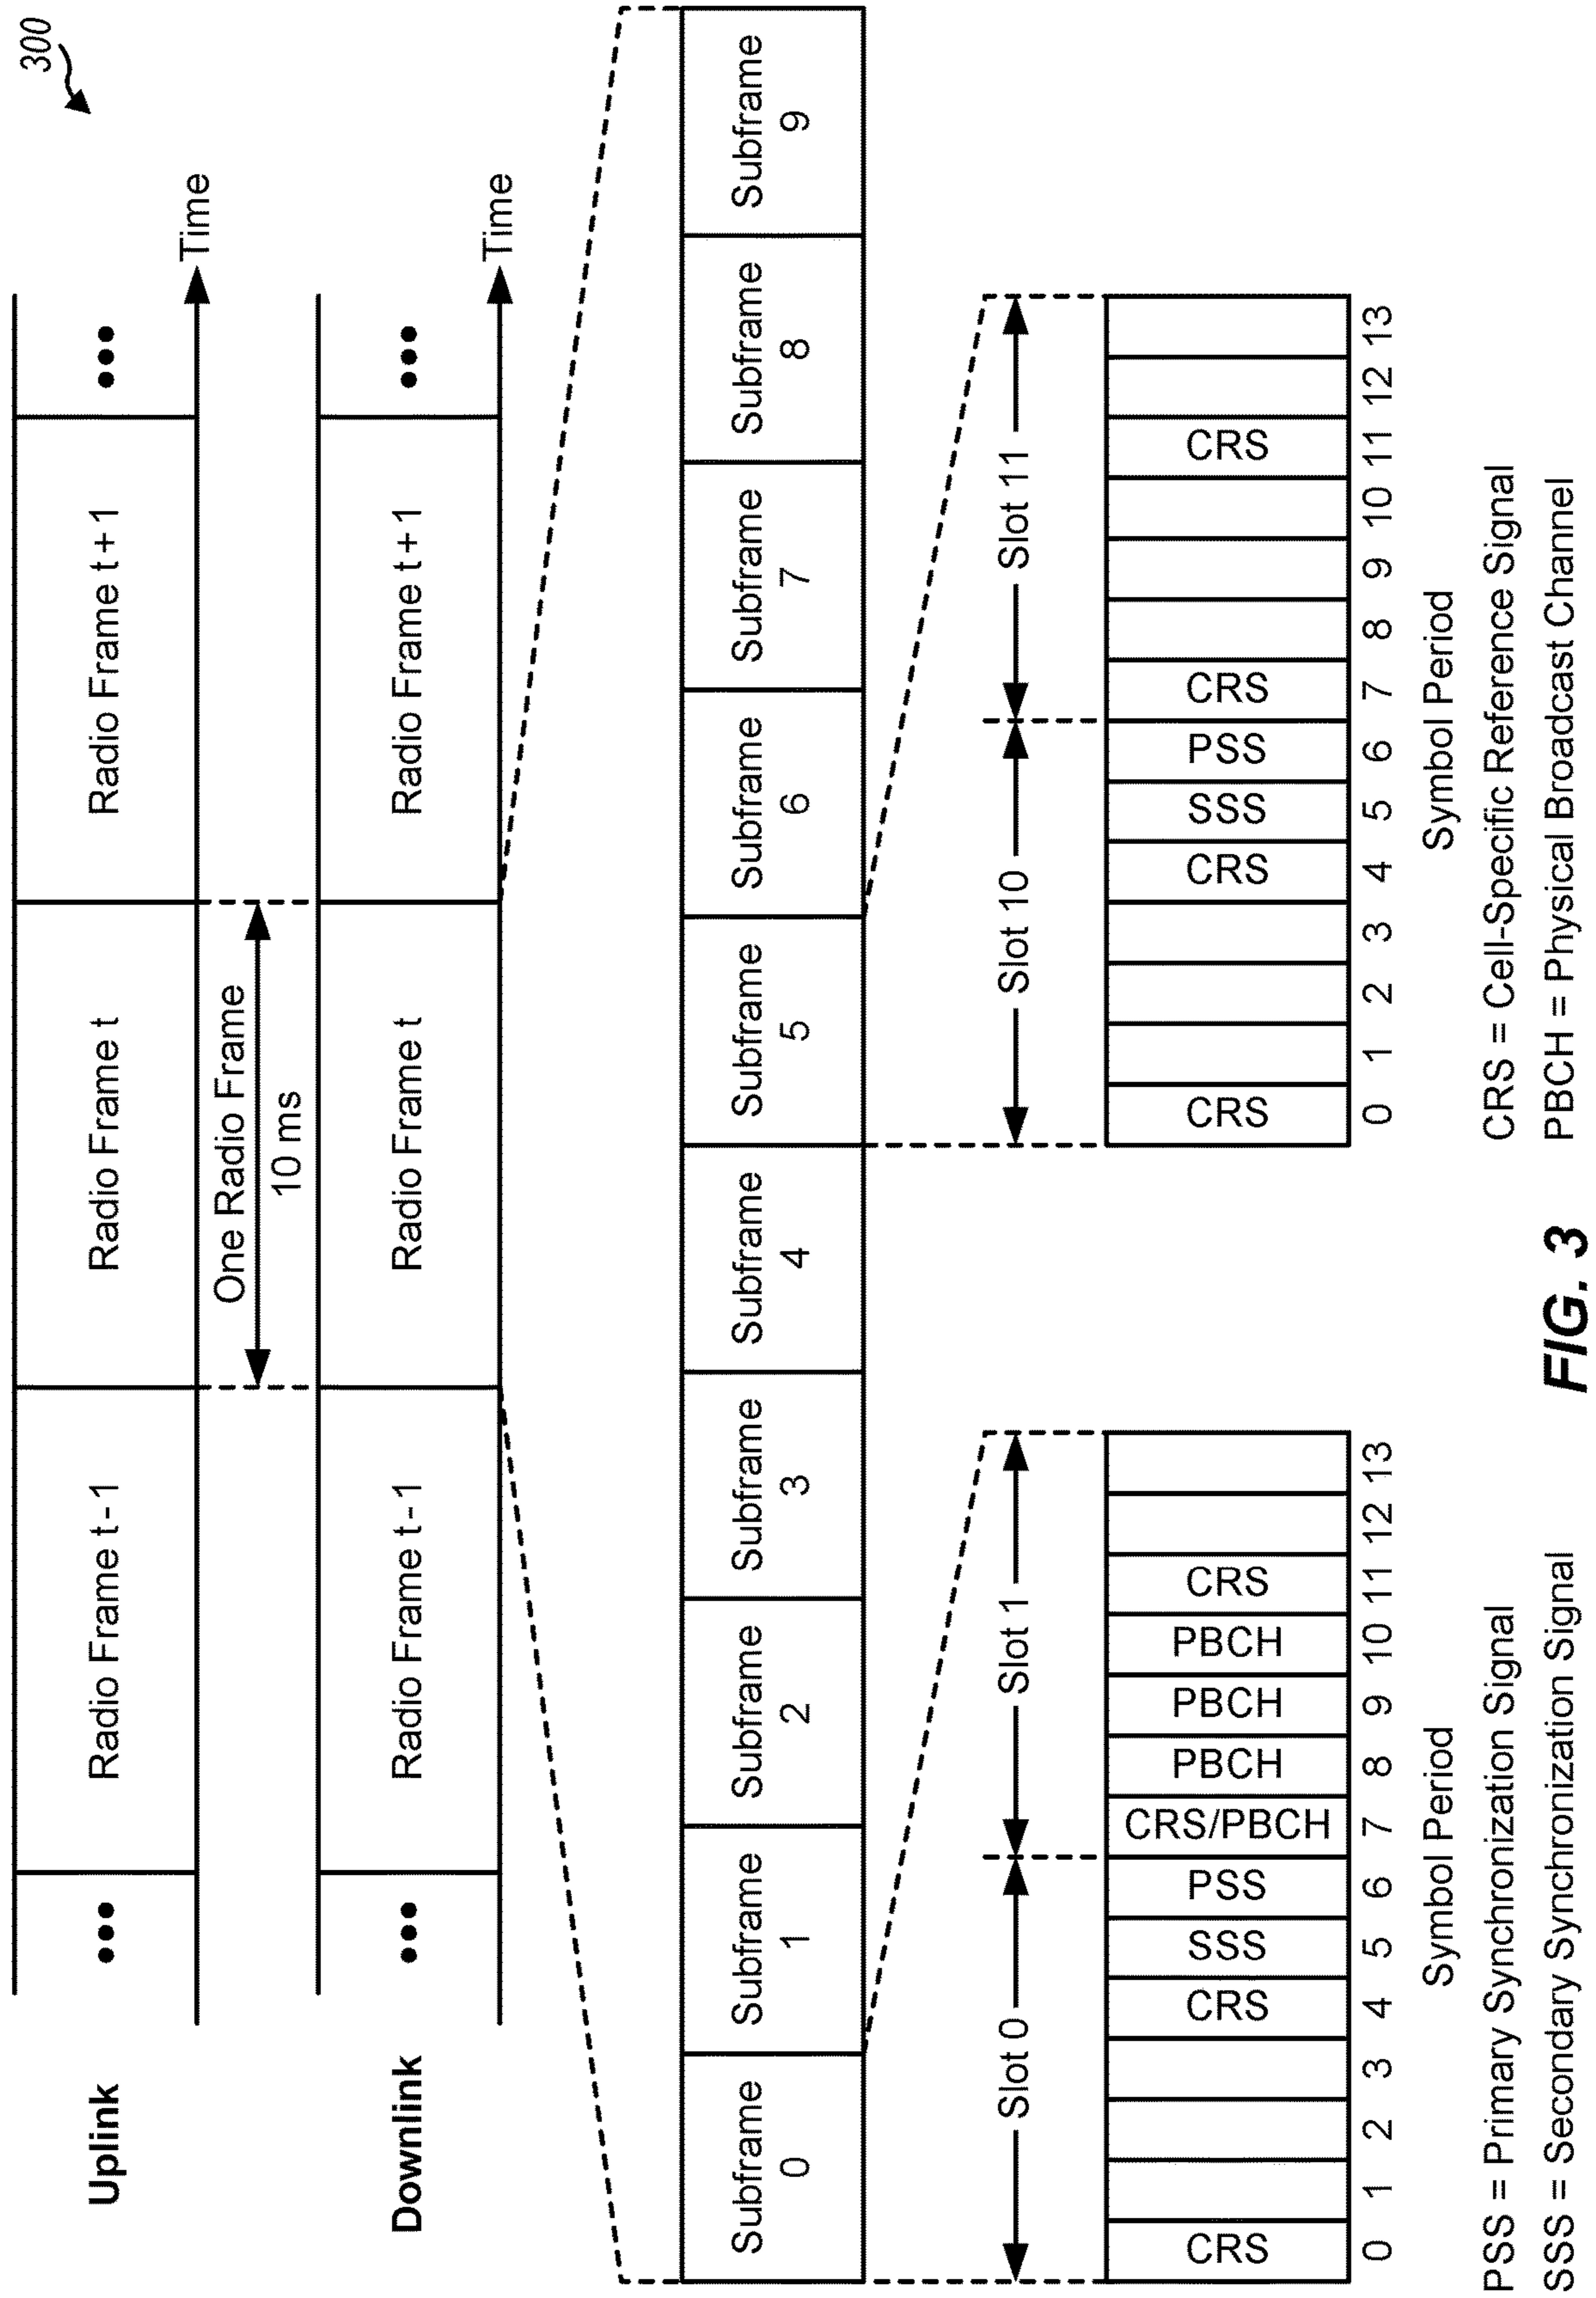 300
Uplink
Radio Frame t-1
Radio Frame t
Radio Frame t+1
Time
One Radio Frame
10 ms
Downlink
Radio Frame t-1
Radio Frame t
Radio Frame t+1
Time
Subframe
0
Subframe
1
Subframe
2
Subframe
3
Subframe
4
Subframe
5
Subframe
6
Subframe
7
Subframe
8
Subframe
9
Slot 0
Slot 1
CRS
CRS
SSS
PSS
CRS/PBCH
PBCH
PBCH
PBCH
CRS
0 1 2 3 4 5 6 7 8 9 10 11 12 13
Symbol Period
Slot 10
Slot 11
CRS
CRS
SSS
PSS
CRS
CRS
0 1 2 3 4 5 6 7 8 9 10 11 12 13
Symbol Period
PSS = Primary Synchronization Signal
SSS = Secondary Synchronization Signal
CRS = Cell-Specific Reference Signal
PBCH = Physical Broadcast Channel
FIG. 3